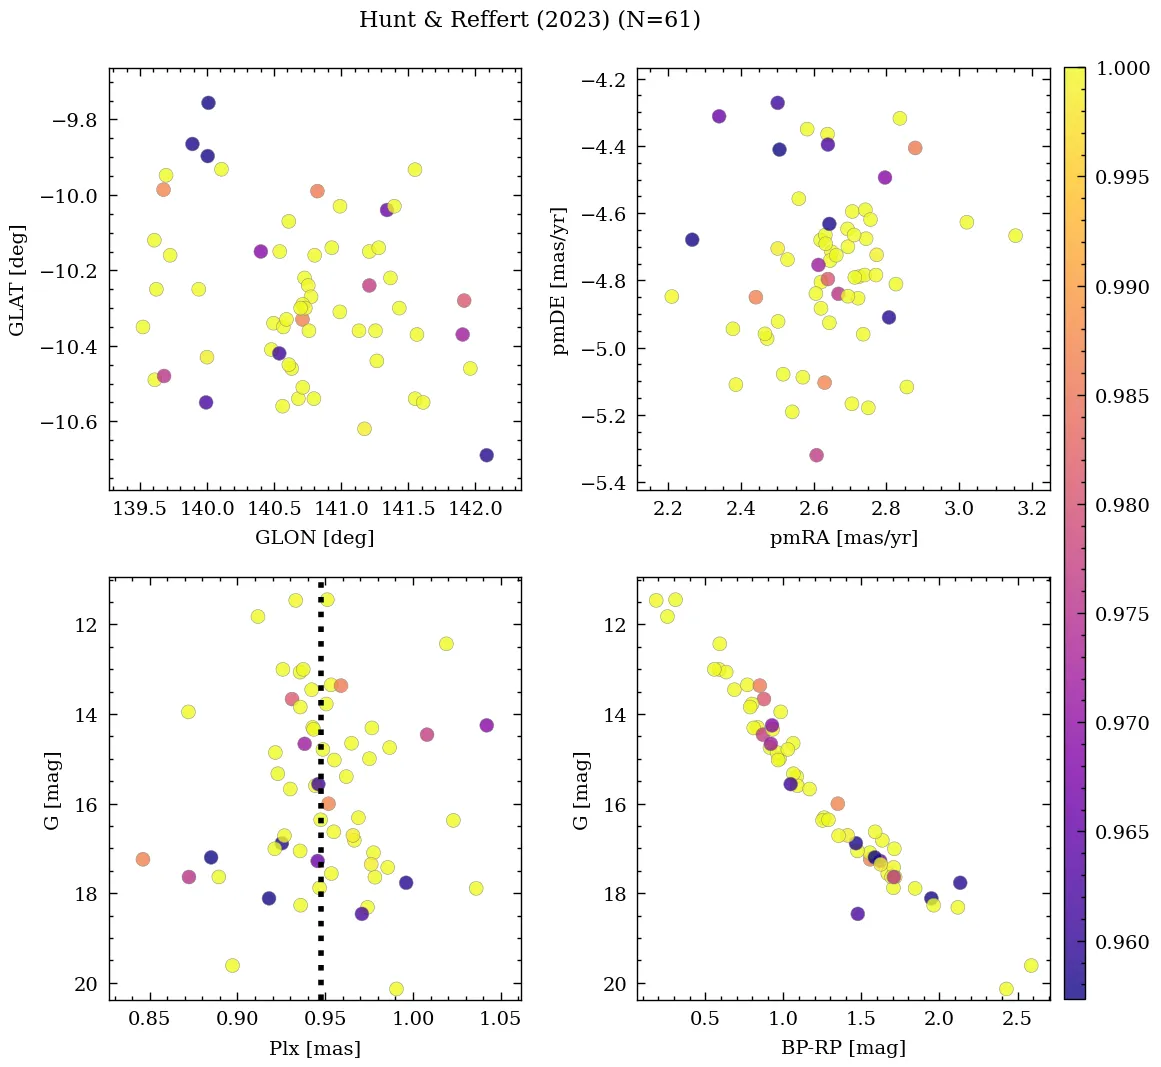 Hunt & Reffert (2023) (N=61)
−9.8
−10.0
−10.2
−10.4
−10.6
GLAT [deg]
139.5 140.0 140.5 141.0 141.5 142.0
GLON [deg]
−4.2
−4.4
−4.6
−4.8
−5.0
−5.2
−5.4
pmDE [mas/yr]
2.2 2.4 2.6 2.8 3.0 3.2
pmRA [mas/yr]
12
14
16
18
20
G [mag]
0.85 0.90 0.95 1.00 1.05
Plx [mas]
12
14
16
18
20
G [mag]
0.5 1.0 1.5 2.0 2.5
BP-RP [mag]
1.000
0.995
0.990
0.985
0.980
0.975
0.970
0.965
0.960